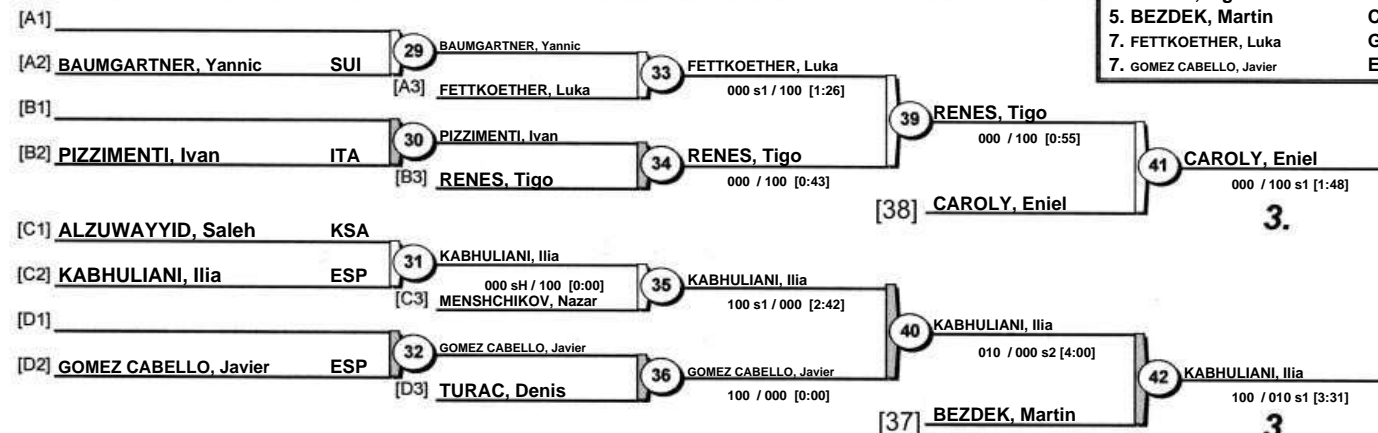 5. BEZDEK, Martin
7. FETTKOETHER, Luka G
7. GOMEZ CABELLO, Javier E
[A1]
[A2] BAUMGARTNER, Yannic SUI
29
BAUMGARTNER, Yannic
[A3] FETTKOETHER, Luka
33
FETTKOETHER, Luka
000 s1 / 100 [1:26]
[B1]
[B2] PIZZIMENTI, Ivan ITA
30
PIZZIMENTI, Ivan
[B3] RENES, Tigo
34
RENES, Tigo
000 / 100 [0:43]
39
RENES, Tigo
000 / 100 [0:55]
[38] CAROLY, Eniel
41
CAROLY, Eniel
000 / 100 s1 [1:48]
3.
[C1] ALZUWAYYID, Saleh KSA
[C2] KABHULIANI, Ilia ESP
31
KABHULIANI, Ilia
000 sH / 100 [0:00]
[C3] MENSHCHIKOV, Nazar
35
KABHULIANI, Ilia
100 s1 / 000 [2:42]
[D1]
[D2] GOMEZ CABELLO, Javier ESP
32
GOMEZ CABELLO, Javier
[D3] TURAC, Denis
36
GOMEZ CABELLO, Javier
100 / 000 [0:00]
40
KABHULIANI, Ilia
010 / 000 s2 [4:00]
[37] BEZDEK, Martin
42
KABHULIANI, Ilia
100 / 010 s1 [3:31]
3